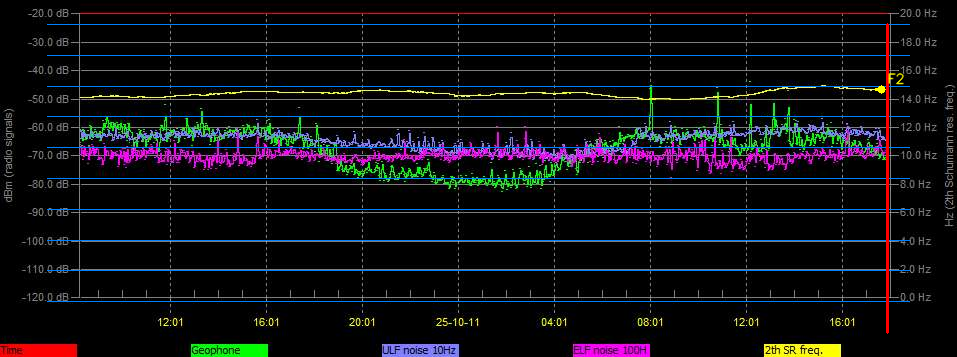 -20.0 dB 20.0 Hz
-30.0 dB 18.0 Hz
-40.0 dB 16.0 Hz
F2
-50.0 dB 14.0 Hz
-60.0 dB 12.0 Hz
-70.0 dB 10.0 Hz
-80.0 dB 8.0 Hz
-90.0 dB 6.0 Hz
-100.0 dB 4.0 Hz
-110.0 dB 2.0 Hz
-120.0 dB 0.0 Hz
dBm (radio signals)
Hz (2th Schumann res. freq.)
12:01 16:01 20:01 25-10-11 04:01 08:01 12:01 16:01
Time Geophone ULF noise 10Hz ELF noise 100H 2th SR freq.